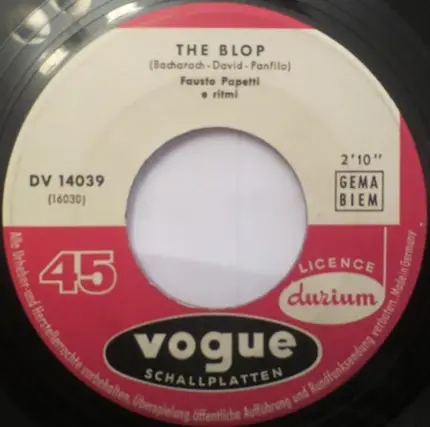 THE BLOP
(Bacharach - David - Panfilo)
Fausto Papetti
e ritmi
DV 14039
(16030)
2'10"
GEMA
BIEM
45
LICENCE
durium
vogue
SCHALLPLATTEN
Alle Urheber- und Herstellerrechte vorbehalten. Überspielung, öffentliche Aufführung und Rundfunksendung verboten. Made in Germany